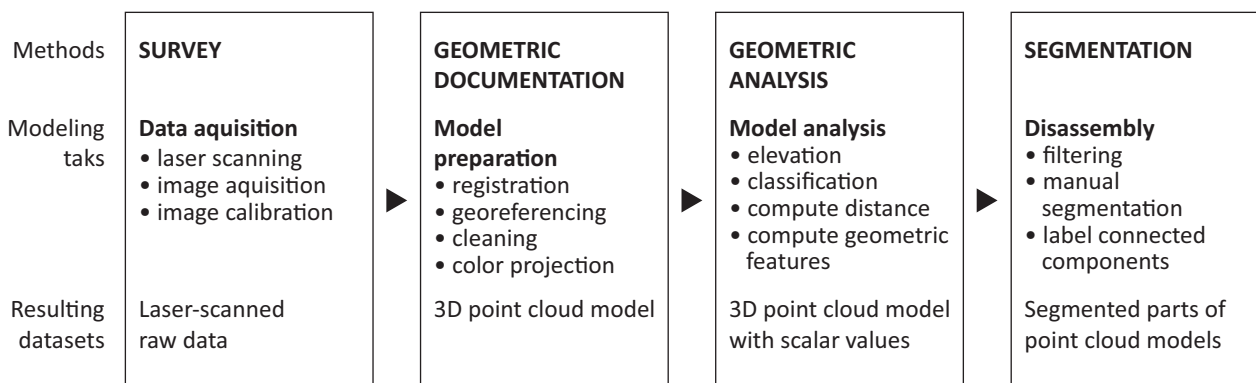 Methods
SURVEY
GEOMETRIC
DOCUMENTATION
GEOMETRIC
ANALYSIS
SEGMENTATION
Modeling
taks
Data aquisition
• laser scanning
• image aquisition
• image calibration
Model
preparation
• registration
• georeferencing
• cleaning
• color projection
Model analysis
• elevation
• classification
• compute distance
• compute geometric
features
Disassembly
• filtering
• manual
segmentation
• label connected
components
Resulting
datasets
Laser-scanned
raw data
3D point cloud model
3D point cloud model
with scalar values
Segmented parts of
point cloud models